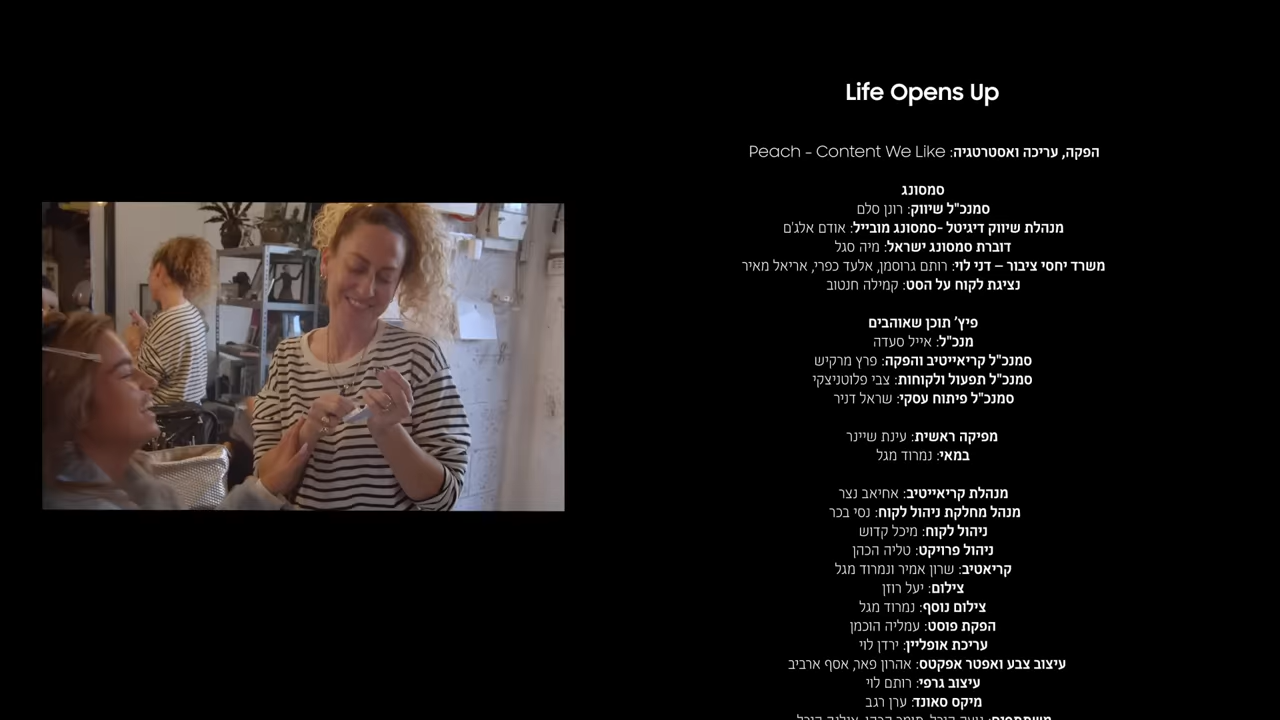 Life Opens Up
הפקה, עריכה ואסטרטגיה: Peach - Content We Like
סמסונג
סמנכ"ל שיווק: רונן סלם
מנהלת שיווק דיגיטל -סמסונג מובייל: אודם אלג'ם
דוברת סמסונג ישראל: מיה סגל
משרד יחסי ציבור – דני לוי: רותם גרוסמן, אלעד כפרי, אריאל מאיר
נציגת לקוח על הסט: קמילה חנטוב
פיץ' תוכן שאוהבים
מנכ"ל: אייל סעדה
סמנכ"ל קריאייטיב והפקה: פרץ מרקיש
סמנכ"ל תפעול ולקוחות: צבי פלוטניצקי
סמנכ"ל פיתוח עסקי: שראל דניר
מפיקה ראשית: עינת שיינר
במאי: נמרוד מגל
מנהלת קריאייטיב: אחיאב נצר
מנהל מחלקת ניהול לקוח: נסי בכר
ניהול לקוח: מיכל קדוש
ניהול פרויקט: טליה הכהן
קריאטיב: שרון אמיר ונמרוד מגל
צילום: יעל רוזן
צילום נוסף: נמרוד מגל
הפקת פוסט: עמליה הוכמן
עריכת אופליין: ירדן לוי
עיצוב צבע ואפטר אפקטס: אהרון פאר, אסף ארביב
עיצוב גרפי: רותם לוי
מיקס סאונד: ערן רגב